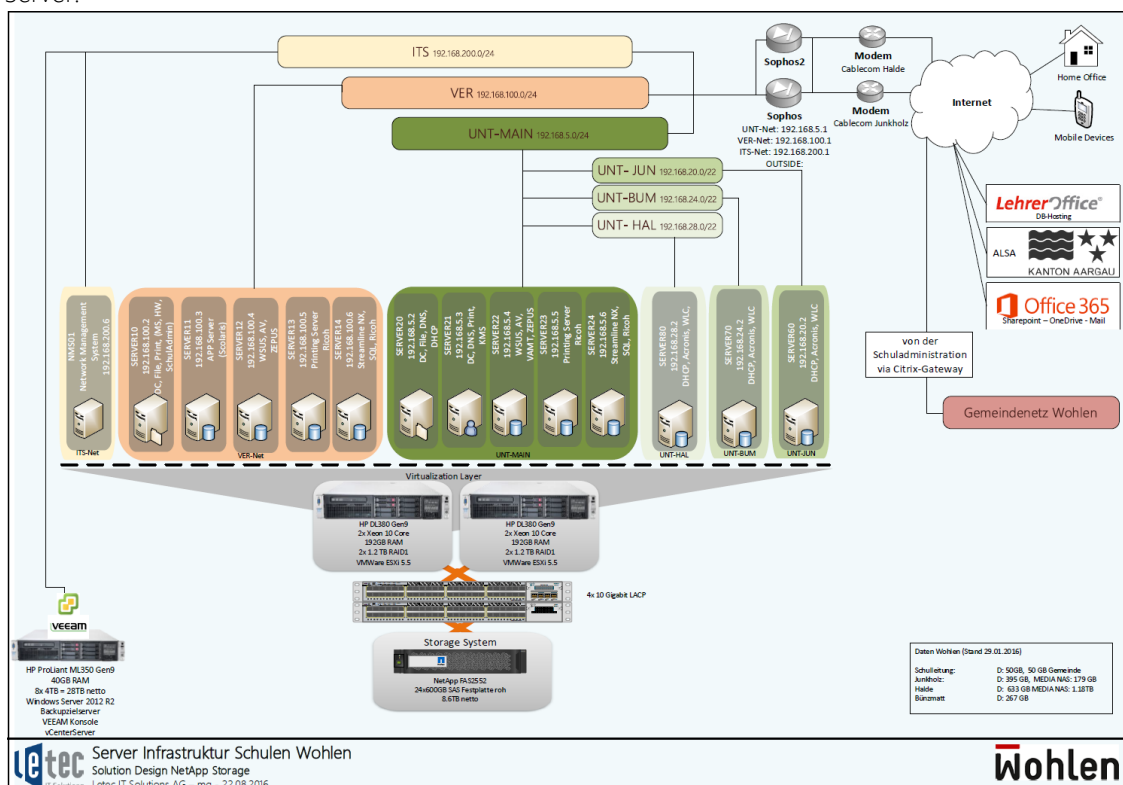 ITS 192.168.200.0/24
VER 192.168.100.0/24
UNT-MAIN 192.168.5.0/24
UNT- JUN 192.168.20.0/22
UNT-BUM 192.168.24.0/22
UNT- HAL 192.168.28.0/22
Sophos2
Modem
Cablecom Halde
Sophos
UNT-Net: 192.168.5.1
VER-Net: 192.168.100.1
ITS-Net: 192.168.200.1
OUTSIDE:
Modem
Cablecom Junkholz
Internet
Home Office
Mobile Devices
LehrerOffice
DB-Hosting
ALSA
KANTON AARGAU
Office 365
Sharepoint – OneDrive - Mail
von der
Schuladministration
via Citrix-Gateway
Gemeindenetz Wohlen
NMS01
Network Management
System
192.168.200.6
ITS-Net
SERVER10
192.168.100.2
DC, File, Print, (MS, HW,
SchulAdmin)
SERVER11
192.168.100.3
APP Server
(Scolaris)
SERVER12
192.168.100.4
WSUS, AV,
ZEPUS
SERVER13
192.168.100.5
Printing Server
Ricoh
SERVER14
192.168.100.6
Streamline NX,
SQL, Ricoh
VER-Net
SERVER20
192.168.5.2
DC, File, DNS,
DHCP
SERVER21
192.168.5.3
DC, DNS, Print,
KMS
SERVER22
192.168.5.4
WSUS, AV,
VAMT, ZEPUS
SERVER23
192.168.5.5
Printing Server
Ricoh
SERVER24
192.168.5.6
Streamline NX,
SQL, Ricoh
UNT-MAIN
SERVER80
192.168.28.2
DHCP, Acronis, WLC,
UNT-HAL
SERVER70
192.168.24.2
DHCP, Acronis, WLC
UNT-BUM
SERVER60
192.168.20.2
DHCP, Acronis, WLC
UNT-JUN
Virtualization Layer
HP DL380 Gen9
2x Xeon 10 Core
192GB RAM
2x 1.2 TB RAID1
VMWare ESXi 5.5
HP DL380 Gen9
2x Xeon 10 Core
192GB RAM
2x 1.2 TB RAID1
VMWare ESXi 5.5
4x 10 Gigabit LACP
Storage System
NetApp FAS2552
24x600GB SAS Festplatte roh
8.6TB netto
veeam
HP ProLiant ML350 Gen9
40GB RAM
8x 4TB = 28TB netto
Windows Server 2012 R2
Backupzielserver
VEEAM Konsole
vCenterServer
Daten Wohlen (Stand 29.01.2016)
Schulleitung: D: 50GB, 50 GB Gemeinde
Junkholz: D: 395 GB, MEDIA NAS: 179 GB
Halde D: 633 GB MEDIA NAS: 1.18TB
Bünzmatt D: 267 GB
Letec
Server Infrastruktur Schulen Wohlen
Solution Design NetApp Storage
Letec IT Solutions AG
22.08.2016
Wohlen